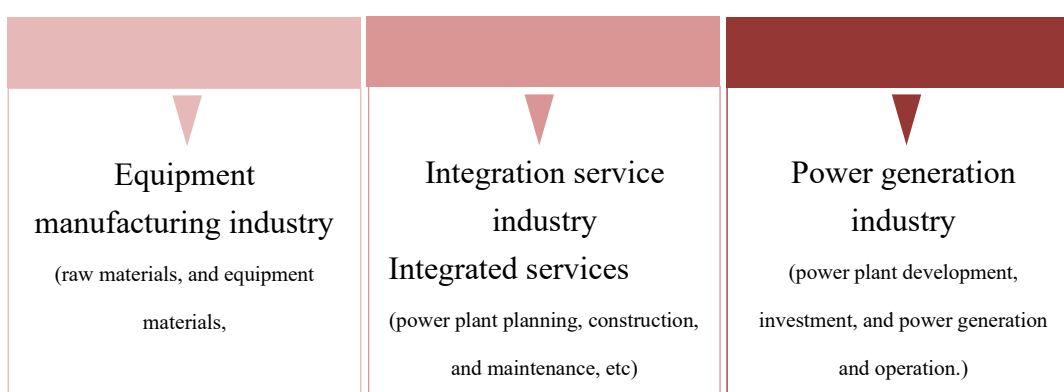 Equipment
manufacturing industry
(raw materials, and equipment
materials,
Integration service
industry
Integrated services
(power plant planning, construction,
and maintenance, etc)
Power generation
industry
(power plant development,
investment, and power generation
and operation.)